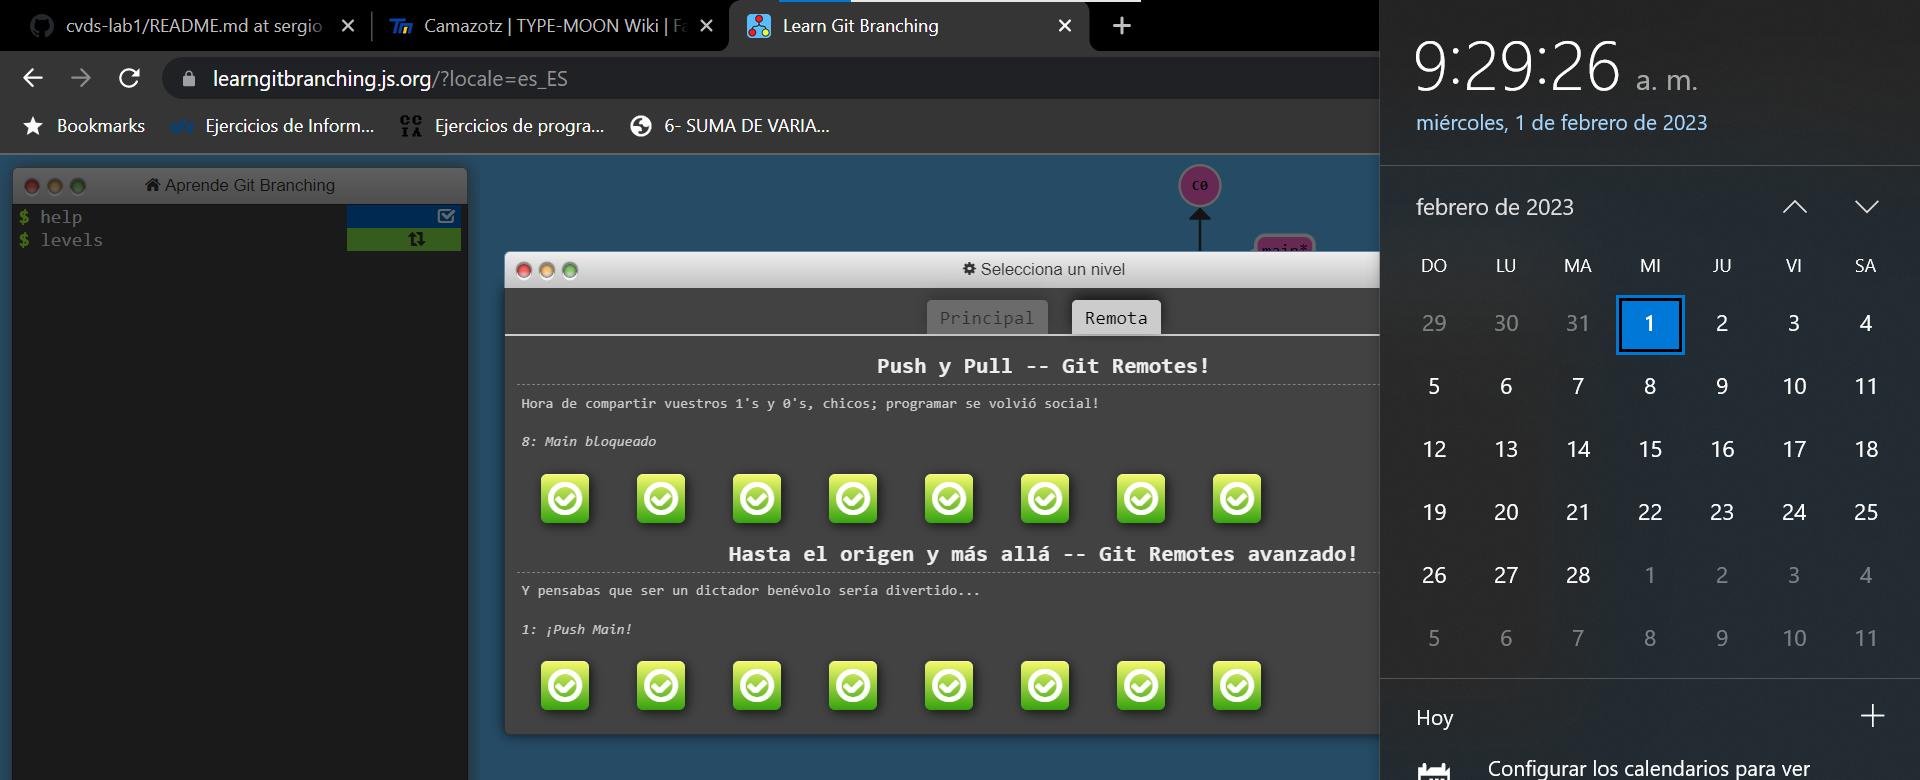 cvds-lab1/README.md at sergio
Camazotz | TYPE-MOON Wiki | Fa
Learn Git Branching
learngitbranching.js.org/?locale=es_ES
Bookmarks
Ejercicios de Inform...
Ejercicios de progra...
6- SUMA DE VARIA...
Aprende Git Branching
$ help
$ levels
C0
main*
Selecciona un nivel
Principal
Remota
Push y Pull -- Git Remotes!
Hora de compartir vuestros 1's y 0's, chicos; programar se volvió social!
8: Main bloqueado
Hasta el origen y más allá -- Git Remotes avanzado!
Y pensabas que ser un dictador benévolo sería divertido...
1: ¡Push Main!
9:29:26 a. m.
miércoles, 1 de febrero de 2023
febrero de 2023
DO LU MA MI JU VI SA
29 30 31 1 2 3 4
5 6 7 8 9 10 11
12 13 14 15 16 17 18
19 20 21 22 23 24 25
26 27 28 1 2 3 4
5 6 7 8 9 10 11
Hoy
Configurar los calendarios para ver